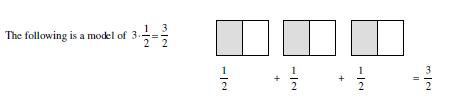 The following is a model of 3·1/2=3/2
1/2 + 1/2 + 1/2 = 3/2